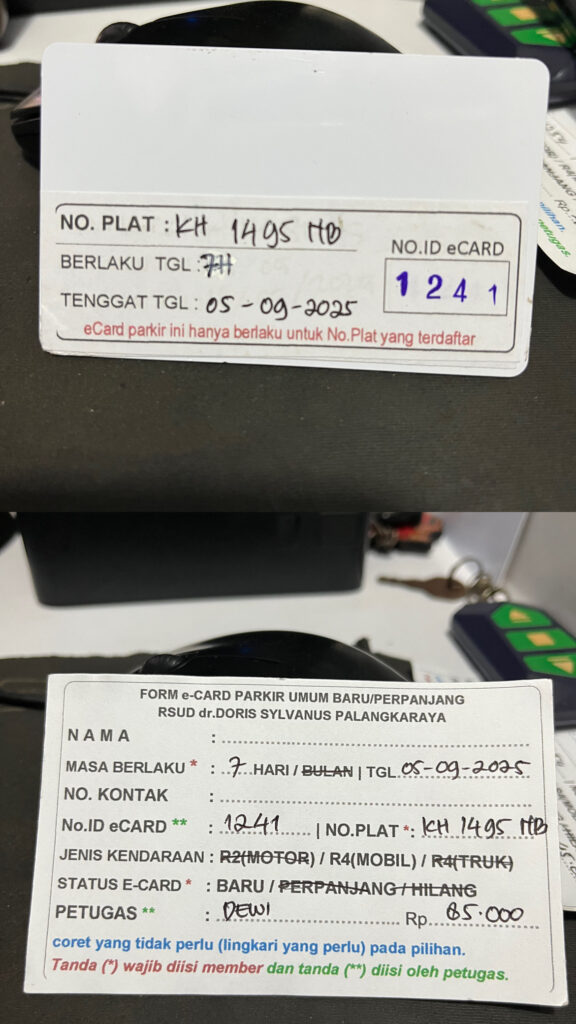 NO. PLAT : KH 1495 HB
BERLAKU TGL : 7H
TENGGAT TGL : 05-09-2025
NO.ID eCARD
1241
eCard parkir ini hanya berlaku untuk No.Plat yang terdaftar
FORM e-CARD PARKIR UMUM BARU/PERPANJANG
RSUD dr.DORIS SYLVANUS PALANGKARAYA
NAMA :
MASA BERLAKU * : 7 HARI / BULAN | TGL 05-09-2025
NO. KONTAK :
No.ID eCARD ** : 1241 | NO.PLAT *: KH 1495 HB
JENIS KENDARAAN : R2(MOTOR) / R4(MOBIL) / R4(TRUK)
STATUS E-CARD * : BARU / PERPANJANG / HILANG
PETUGAS ** : DEWI Rp. 85.000
coret yang tidak perlu (lingkari yang perlu) pada pilihan.
Tanda (*) wajib diisi member dan tanda (**) diisi oleh petugas.